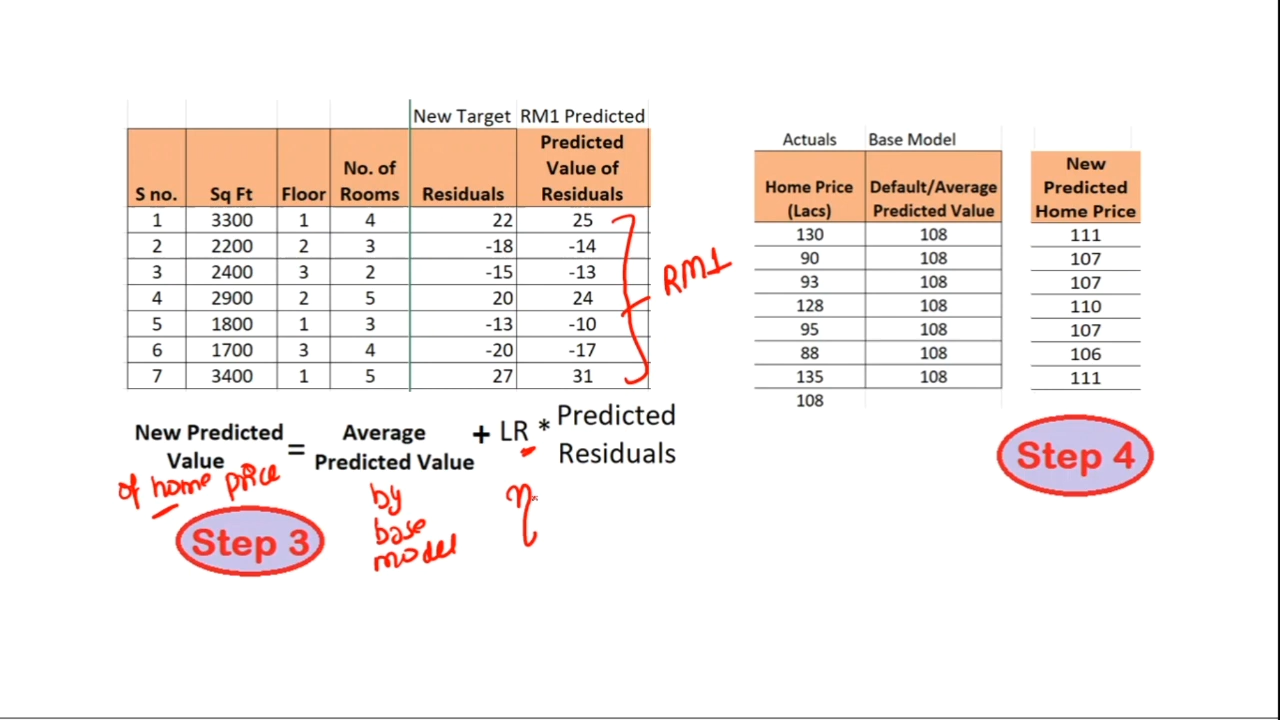 New Target RM1 Predicted
S no. Sq Ft Floor No. of Rooms Residuals Predicted Value of Residuals
1 3300 1 4 22 25
2 2200 2 3 -18 -14
3 2400 3 2 -15 -13
4 2900 2 5 20 24
5 1800 1 3 -13 -10
6 1700 3 4 -20 -17
7 3400 1 5 27 31
RM1
New Predicted Value = Average Predicted Value + LR * Predicted Residuals
of home price
by
base
model
η
Step 3
Actuals Base Model
Home Price (Lacs) Default/Average Predicted Value New Predicted Home Price
130 108 111
90 108 107
93 108 107
128 108 110
95 108 107
88 108 106
135 108 111
108
Step 4